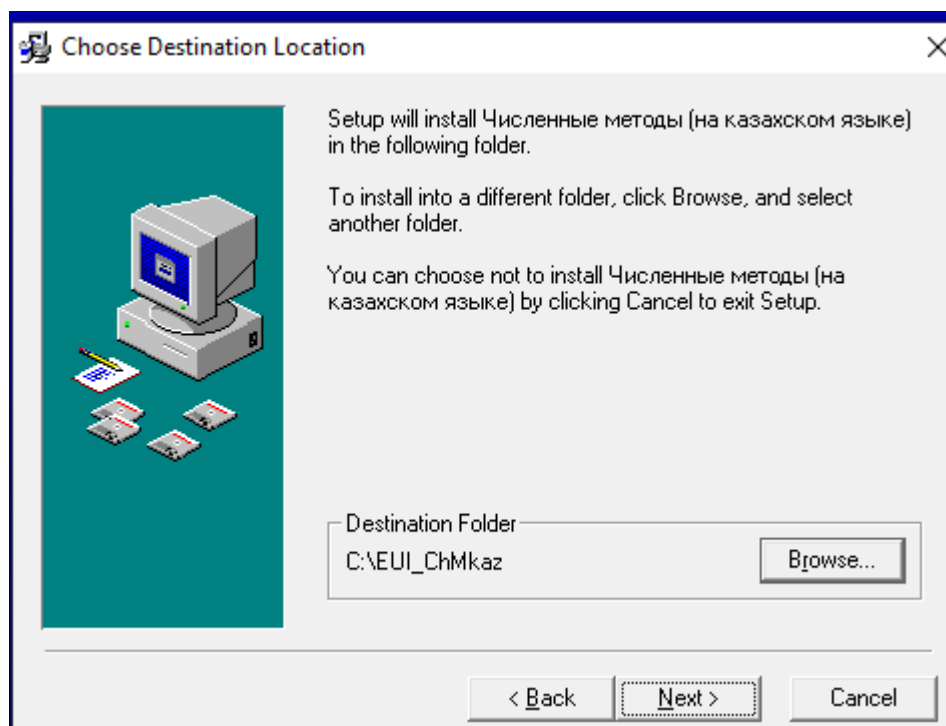 Choose Destination Location
Setup will install Численные методы (на казахском языке)
in the following folder.
To install into a different folder, click Browse, and select
another folder.
You can choose not to install Численные методы (на
казахском языке) by clicking Cancel to exit Setup.
Destination Folder
C:\EUI_ChMkaz
Browse...
< Back
Next >
Cancel